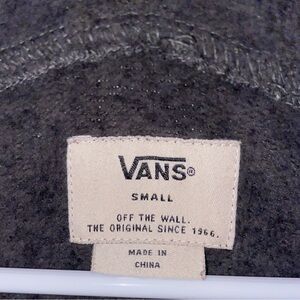 VANS®
SMALL
OFF THE WALL.
THE ORIGINAL SINCE 1966.
MADE IN
CHINA